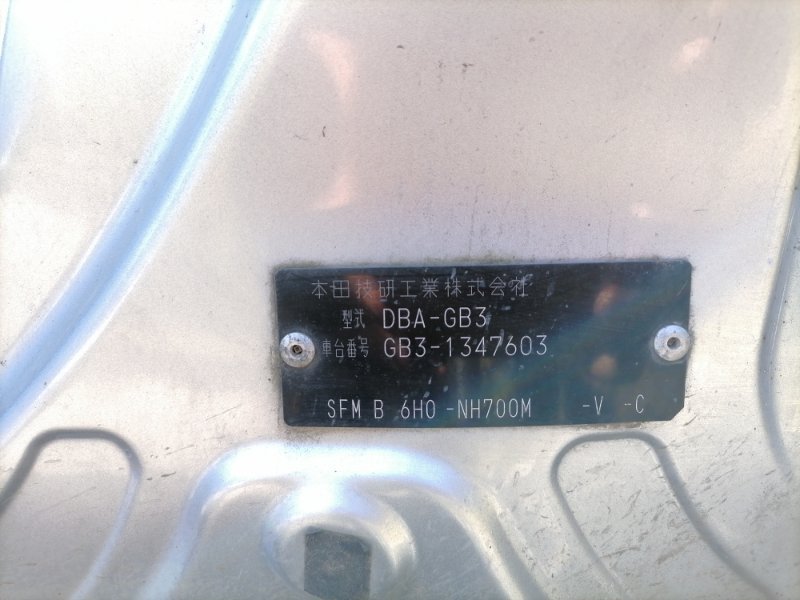 本田技研工業株式会社
型式 DBA-GB3
車台番号 GB3-1347603
SFM B 6H0 -NH700M -V -C